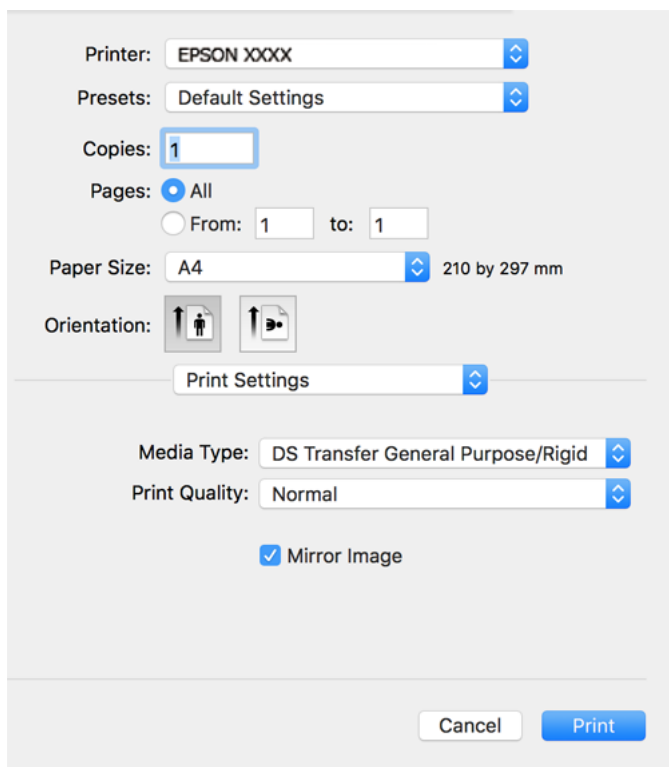 Printer: EPSON XXXX
Presets: Default Settings
Copies: 1
Pages: All
From: 1 to: 1
Paper Size: A4 210 by 297 mm
Orientation:
Print Settings
Media Type: DS Transfer General Purpose/Rigid
Print Quality: Normal
Mirror Image
Cancel Print